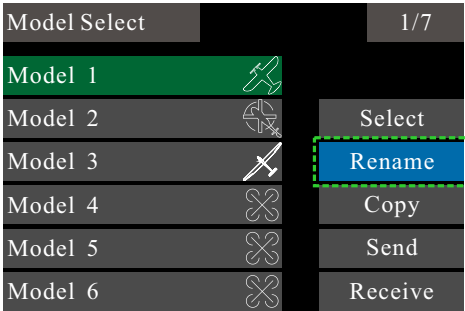 Model Select 1/7
Model 1
Model 2 Select
Model 3 Rename
Model 4 Copy
Model 5 Send
Model 6 Receive